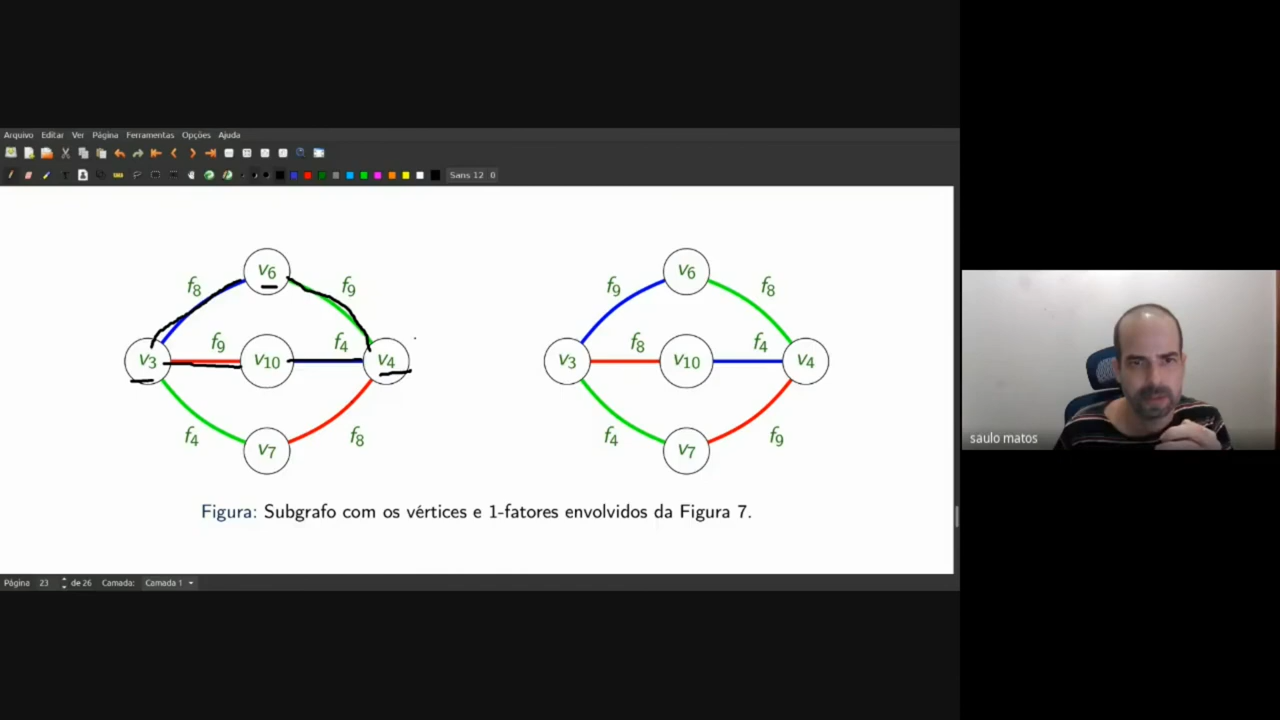 Arquivo Editar Ver Página Ferramentas Opções Ajuda
Sans 12 0
v6 v6
f8 f9 f9 f8
v3 f9 v10 f4 v4 v3 f8 v10 f4 v4
f4 f8 f4 f9
v7 v7
saulo matos
Figura: Subgrafo com os vértices e 1-fatores envolvidos da Figura 7.
Página 23 de 26 Camada: Camada 1